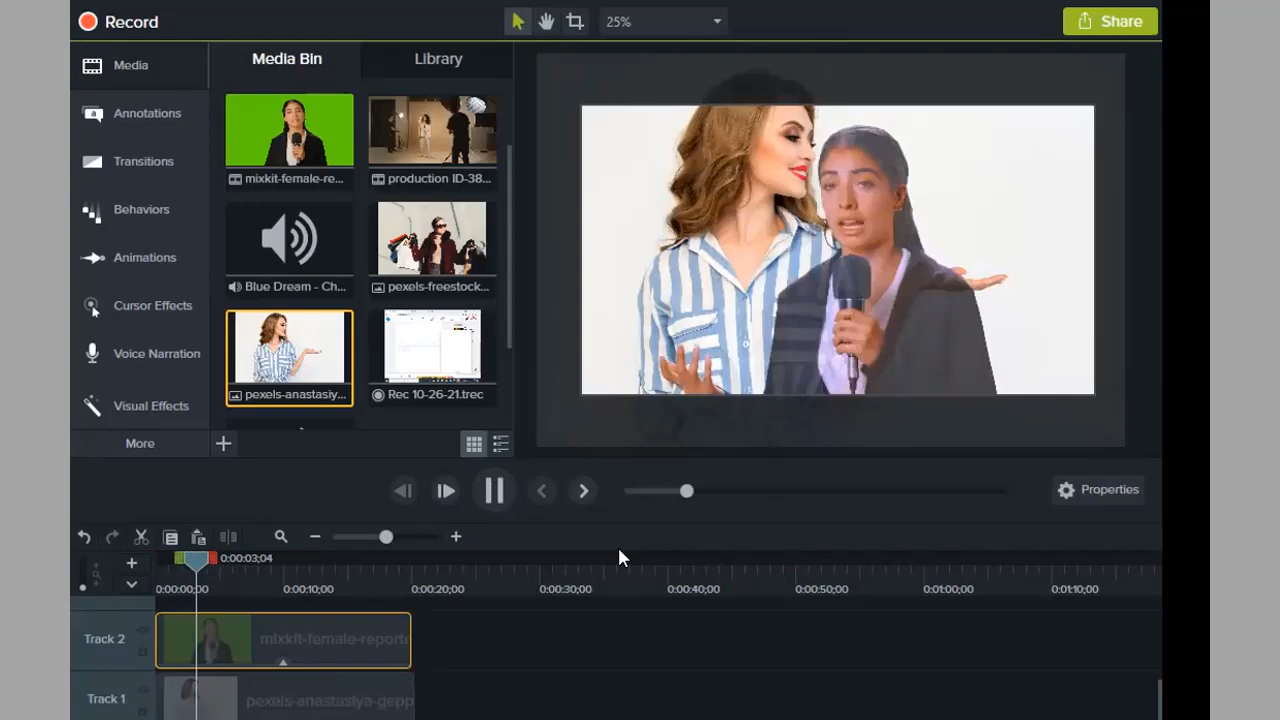 Record
25%
Share
Media
Media Bin
Library
Annotations
Transitions
Behaviors
Animations
Cursor Effects
Voice Narration
Visual Effects
More
mixkit-female-re...
production ID-38...
Blue Dream - Ch...
pexels-freestock...
pexels-anastasiy...
Rec 10-26-21.trec
Properties
0:00:03;04
0:00:00;00
0:00:10;00
0:00:20;00
0:00:30;00
0:00:40;00
0:00:50;00
0:01:00;00
0:01:10;00
Track 2
mixkit-female-reportr
Track 1
pexels-anastasiya-gepp